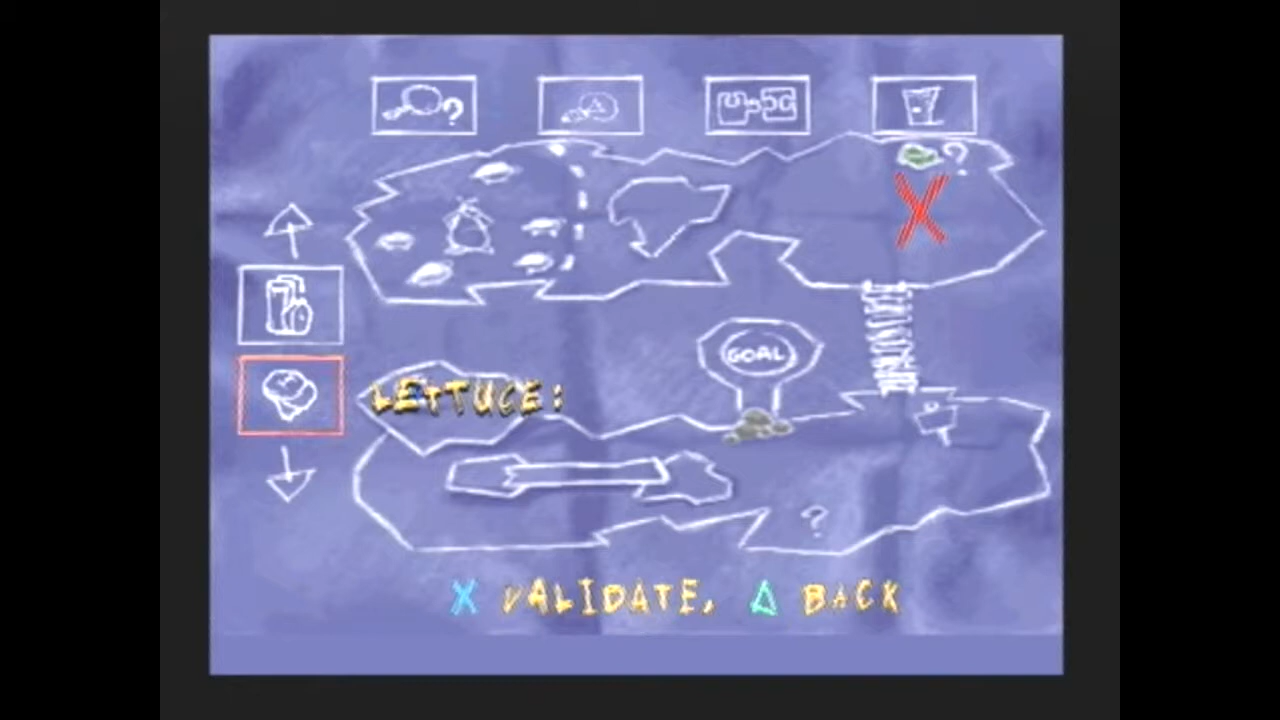 ?
A
?
X
GOAL
LETTUCE:
?
X VALIDATE, △ BACK